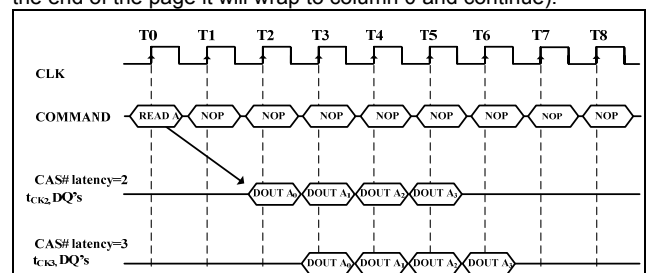 the end of the page it will wrap to column 0 and continue).
T0 T1 T2 T3 T4 T5 T6 T7 T8
CLK
COMMAND READ A NOP NOP NOP NOP NOP NOP NOP NOP
CAS# latency=2
tCK2, DQ's DOUT A0 DOUT A1 DOUT A2 DOUT A3
CAS# latency=3
tCK3, DQ's DOUT A0 DOUT A1 DOUT A2 DOUT A3